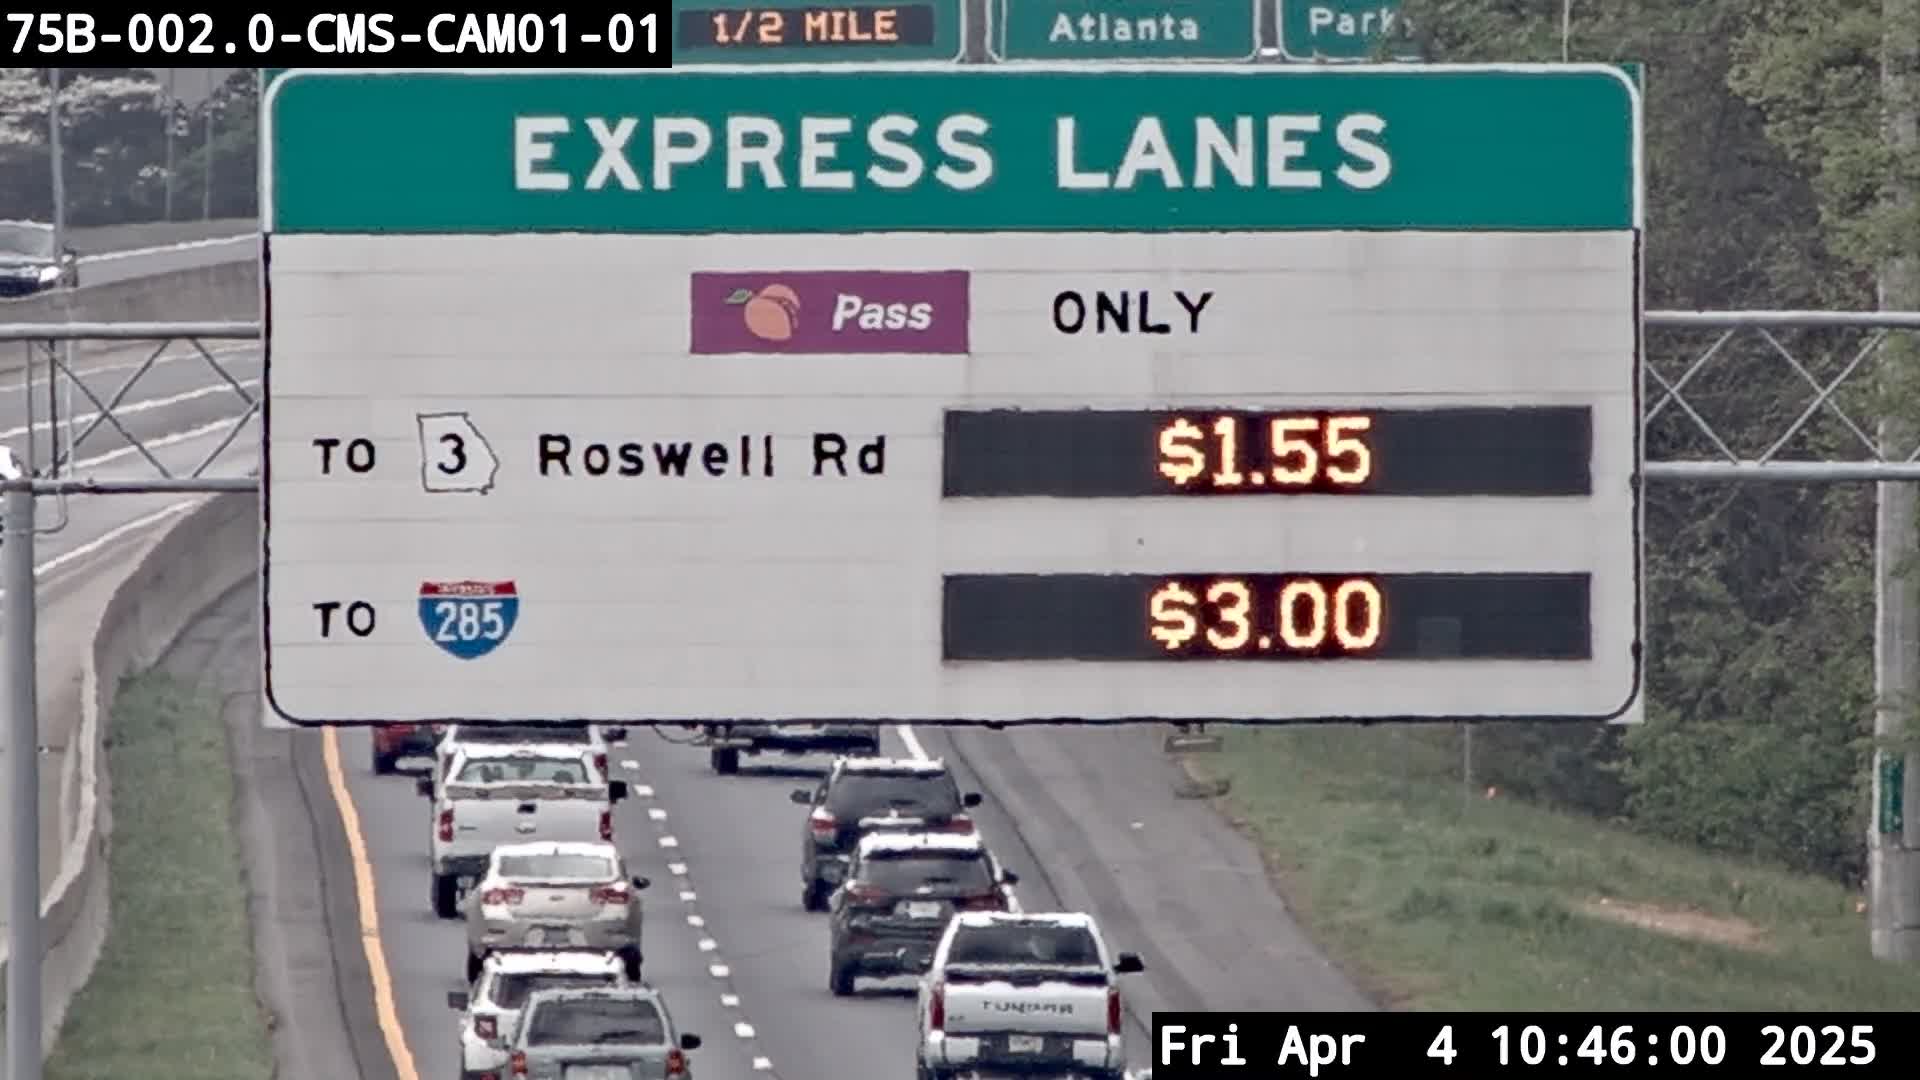 75B-002.0-CMS-CAM01-01
1/2 MILE
Atlanta
EXPRESS LANES
Pass ONLY
TO 3 Roswell Rd $1.55
TO 285 $3.00
TUNDRA
Fri Apr 4 10:46:00 2025